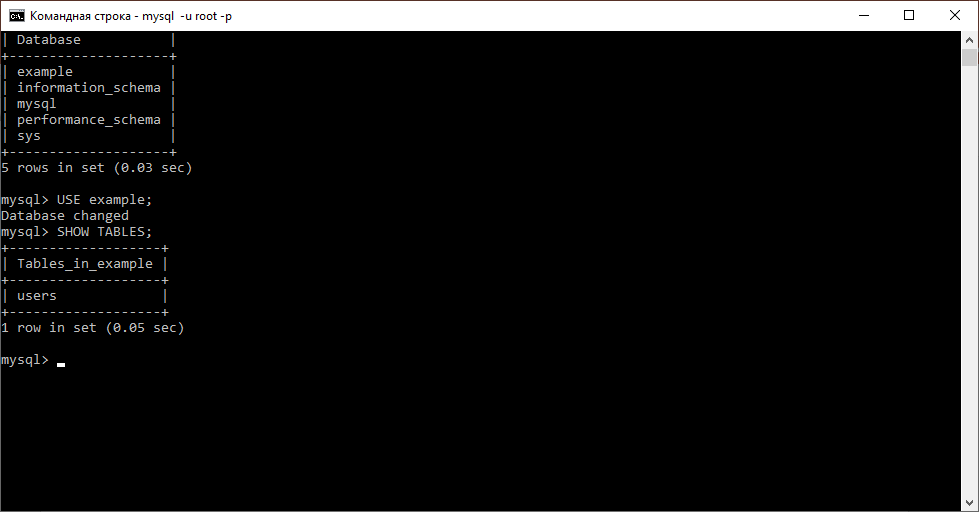 Командная строка - mysql -u root -p
| Database           |
+--------------------+
| example            |
| information_schema |
| mysql              |
| performance_schema |
| sys                |
+--------------------+
5 rows in set (0.03 sec)
mysql> USE example;
Database changed
mysql> SHOW TABLES;
+-------------------+
| Tables_in_example |
+-------------------+
| users             |
+-------------------+
1 row in set (0.05 sec)
mysql>